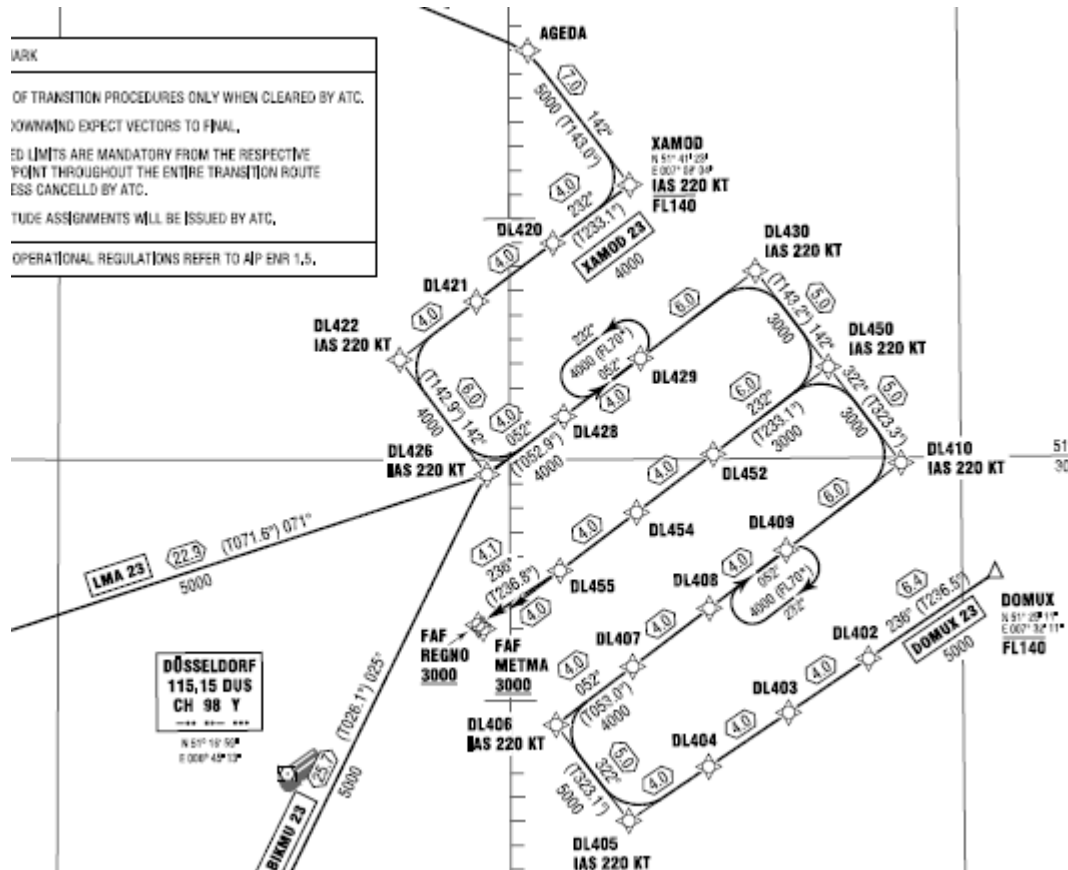 ARK
OF TRANSITION PROCEDURES ONLY WHEN CLEARED BY ATC.
DOWNWIND EXPECT VECTORS TO FINAL,
ED LIMITS ARE MANDATORY FROM THE RESPECTIVE
POINT THROUGHOUT THE ENTIRE TRANSITION ROUTE
ESS CANCELLD BY ATC.
TUDE ASSIGNMENTS WILL BE ISSUED BY ATC,
OPERATIONAL REGULATIONS REFER TO AIP ENR 1,5,
AGEDA
7.0
142°
5000 (T143.0°)
XAMOD
N 51° 41' 23"
IAS 220 KT
FL140
4.0
232°
(T233.1°)
XAMOD 23
4000
DL420
4.0
DL421
4.0
DL422
IAS 220 KT
6.0
(T142.9°) 142°
4000
DL430
IAS 220 KT
5.0
(T143.2°) 142°
3000
DL450
IAS 220 KT
6.0
232°
4000 (FL70*)
052°
DL429
4.0
DL428
4.0
052°
(T052.9°)
4000
DL426
IAS 220 KT
6.0
232°
(T233.1°)
3000
5.0
322° (T323.3°)
3000
DL410
IAS 220 KT
51
30
DL452
4.0
DL454
4.0
DL455
4.1
236°
(T236.8°)
4.0
FAF
REGNO
3000
FAF
METMA
3000
LMA 23
22.3
(T071.6°) 071°
5000
6.0
DL409
052°
4000 (FL70*)
232°
4.0
DL408
4.0
DL407
4.0
052°
(T053.0°)
4000
DL406
IAS 220 KT
5.0
322°
(T323.1°)
5000
DL405
IAS 220 KT
4.0
DL404
4.0
DL403
4.0
DL402
6.4
236° (T236.5°)
DOMUX 23
5000
DOMUX
E 007° 32' 11"
FL140
DÜSSELDORF
115,15 DUS
CH 98 Y
-·· ··- ···
BIKMU 23
25.7
(T026.1°) 025°
5000